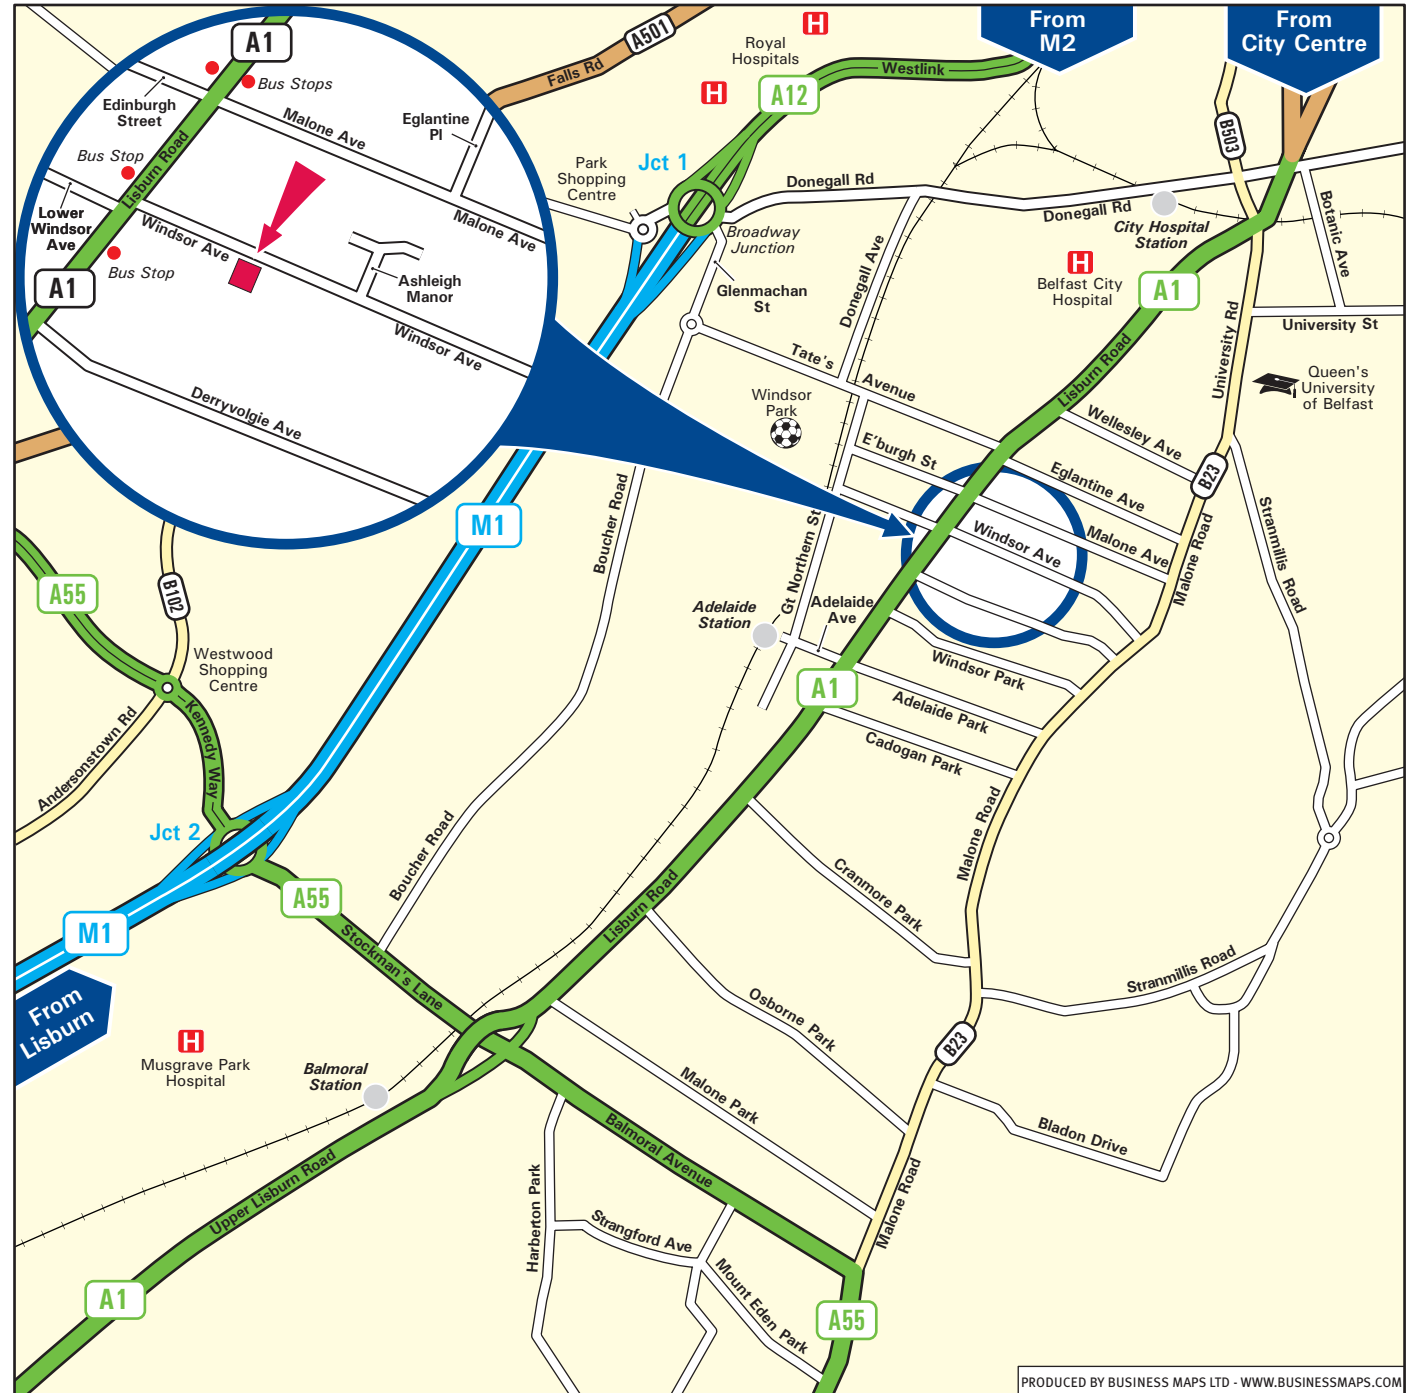 From
M2
From
City Centre
A501
Falls Rd
H
Royal
Hospitals
H
Westlink
A12
B503
A1
Bus Stops
Edinburgh
Street
Malone Ave
Eglantine
Pl
Bus Stop
Lisburn Road
Lower
Windsor
Ave
Windsor Ave
Malone Ave
Bus Stop
Ashleigh
Manor
A1
Windsor Ave
Derryvolgie Ave
Jct 1
Park
Shopping
Centre
Donegall Rd
Donegall Rd
Broadway
Junction
Glenmachan
St
Donegall Ave
City Hospital
Station
Botanic Ave
H
Belfast City
Hospital
A1
University Rd
University St
Tate's
Avenue
Lisburn Road
Queen's
University
of Belfast
Windsor
Park
Wellesley Ave
E'burgh St
Eglantine Ave
B23
Malone Ave
Windsor Ave
Malone Road
Stranmillis Road
M1
Boucher Road
Gt Northern St
A55
B102
Adelaide
Station
Adelaide
Ave
Westwood
Shopping
Centre
Windsor Park
A1
Adelaide Park
Cadogan Park
Kennedy Way
Andersonstown Rd
Jct 2
Boucher Road
Malone Road
Cranmore Park
A55
Lisburn Road
M1
Stockman's Lane
Stranmillis Road
From
Lisburn
Osborne Park
B23
H
Musgrave Park
Hospital
Balmoral
Station
Malone Park
Bladon Drive
Balmoral Avenue
Upper Lisburn Road
Harberton Park
Malone Road
Strangford Ave
Mount Eden Park
A1
A55
PRODUCED BY BUSINESS MAPS LTD - WWW.BUSINESSMAPS.COM